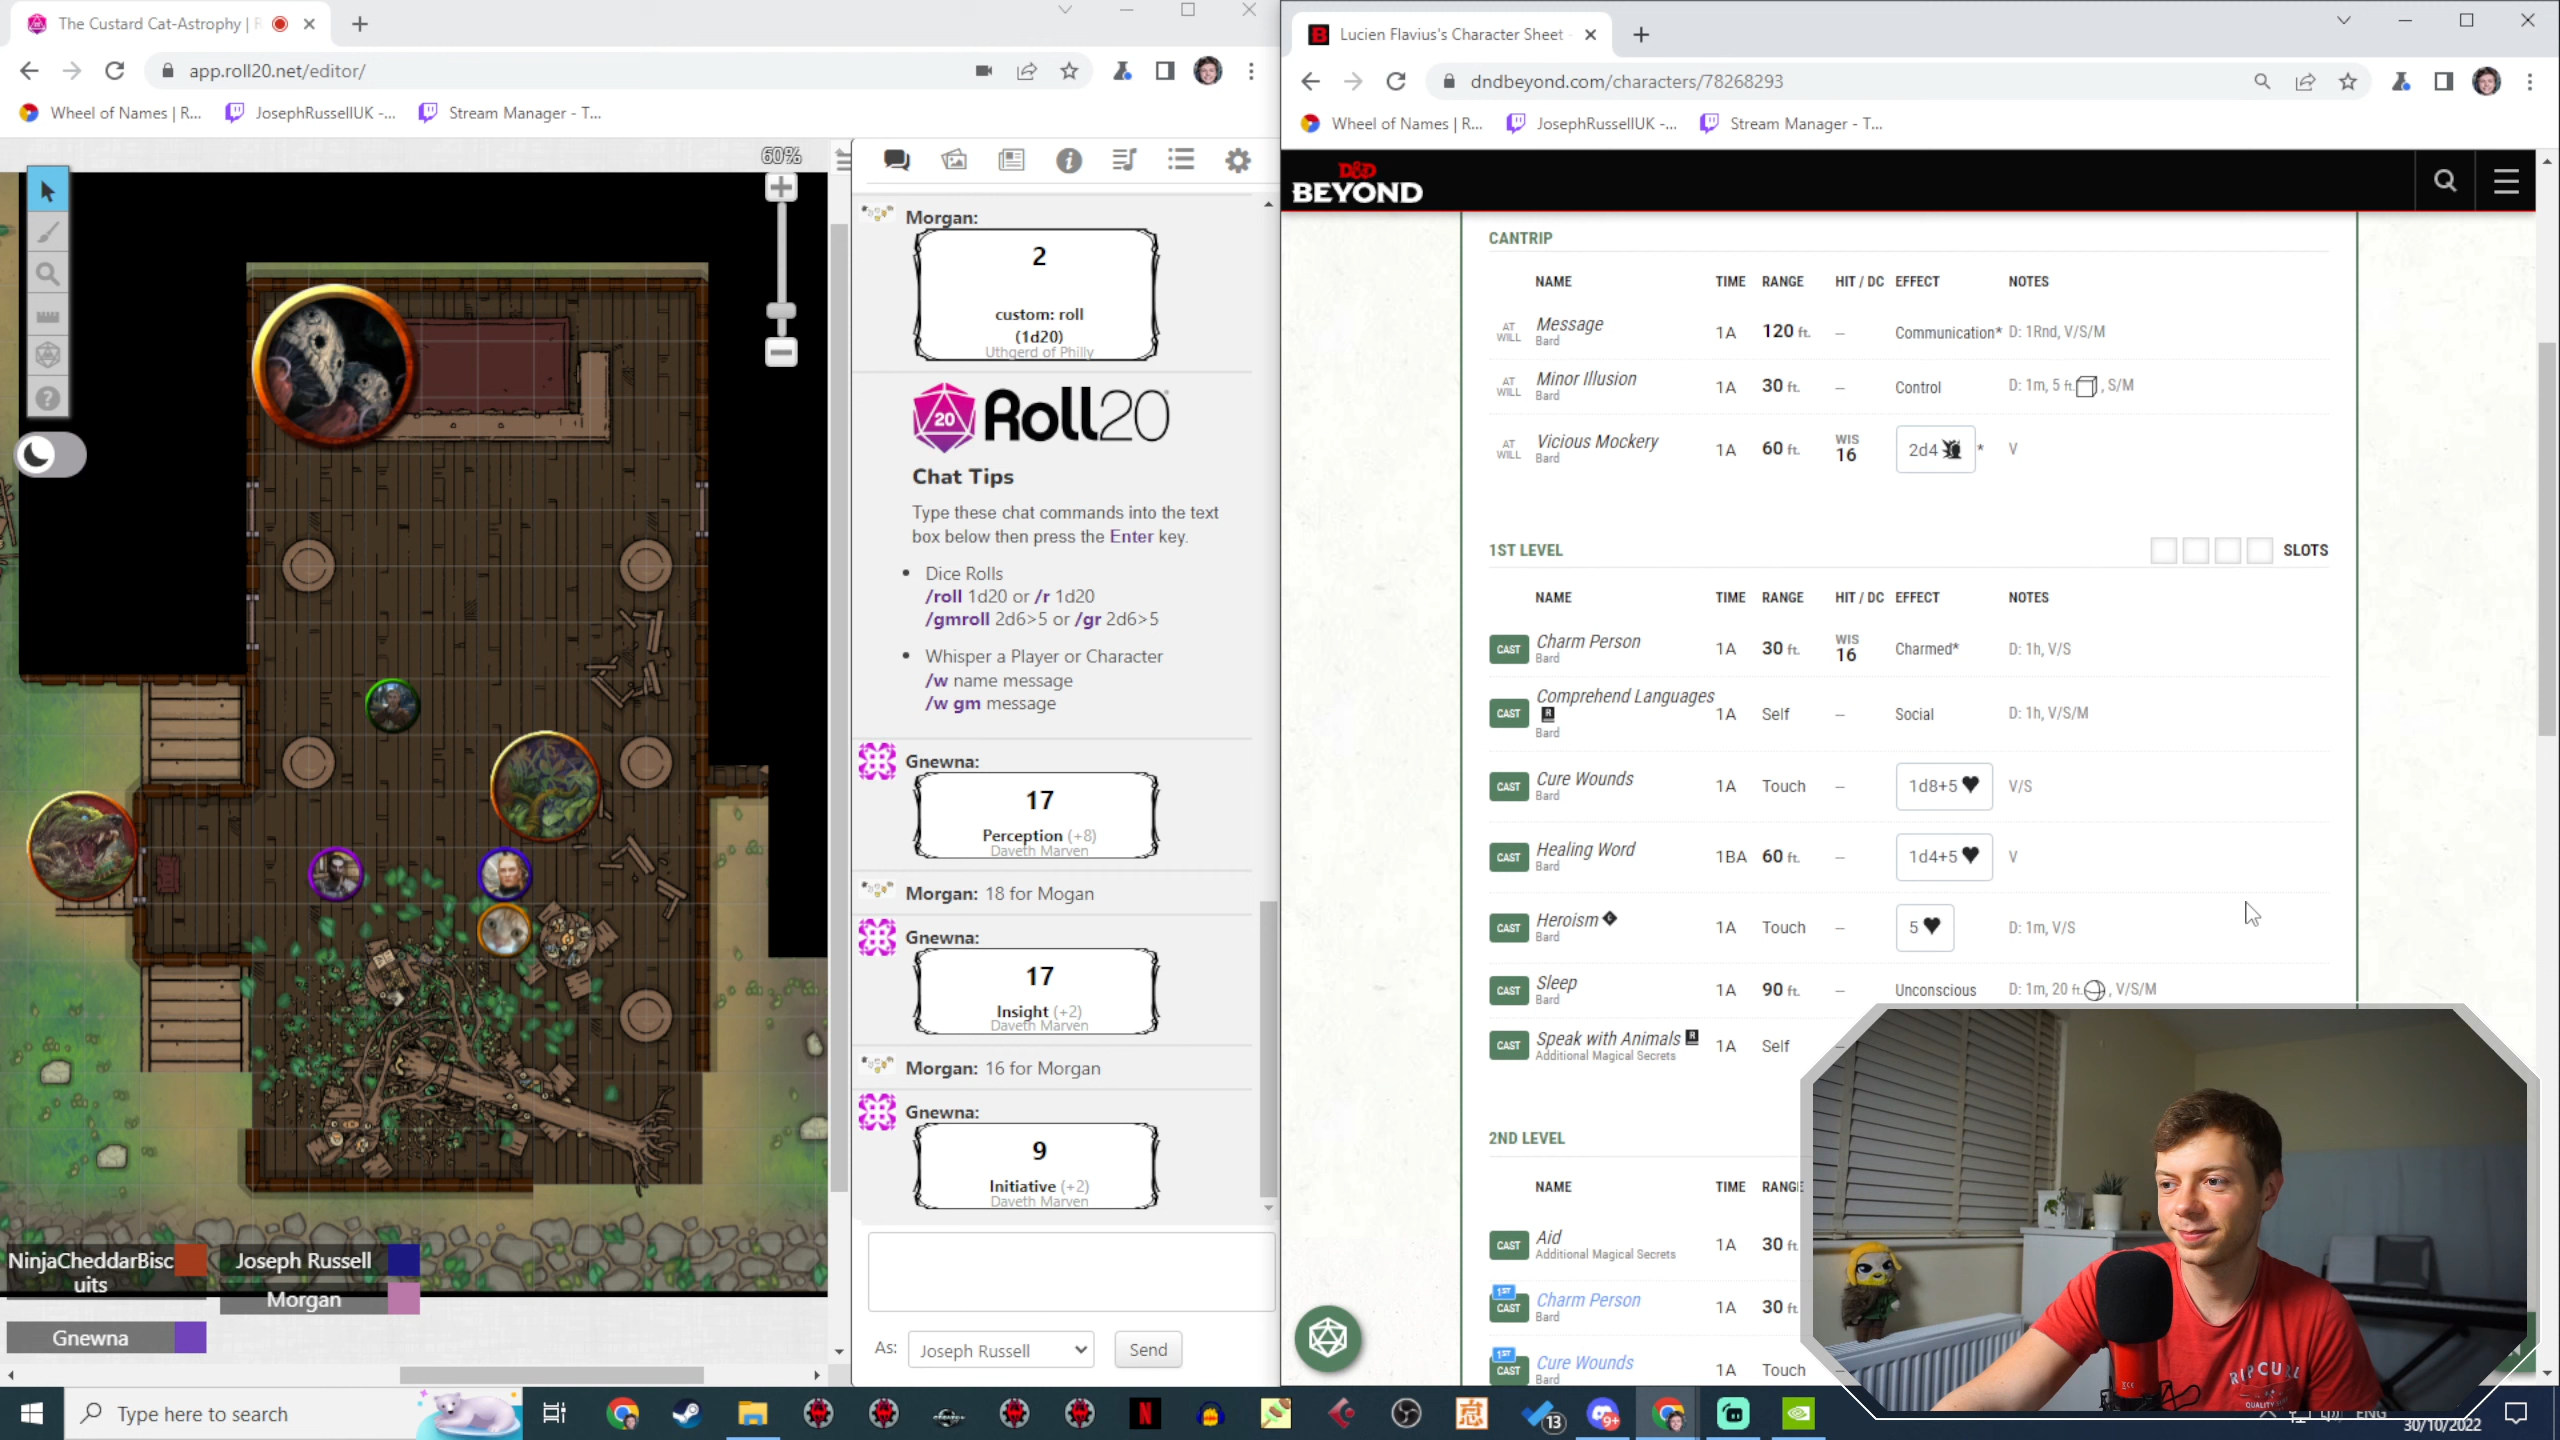 The Custard Cat-Astrophy | R
app.roll20.net/editor/
Wheel of Names | R...
JosephRussellUK -...
Stream Manager - T...
60%
Morgan:
2
custom: roll
(1d20)
Uthgerd of Philly
20
Roll20
Chat Tips
Type these chat commands into the text
box below then press the Enter key.
Dice Rolls
/roll 1d20 or /r 1d20
/gmroll 2d6>5 or /gr 2d6>5
Whisper a Player or Character
/w name message
/w gm message
Gnewna:
17
Perception (+8)
Daveth Marven
Morgan: 18 for Mogan
Gnewna:
17
Insight (+2)
Daveth Marven
Morgan: 16 for Morgan
Gnewna:
9
Initiative (+2)
Daveth Marven
NinjaCheddarBisc
uits
Joseph Russell
Morgan
Gnewna
As:
Joseph Russell
Send
Lucien Flavius's Character Sheet -
dndbeyond.com/characters/78268293
Wheel of Names | R...
JosephRussellUK -...
Stream Manager - T...
D&D
BEYOND
CANTRIP
NAME TIME RANGE HIT / DC EFFECT NOTES
AT WILL Message 1A 120 ft. – Communication* D: 1Rnd, V/S/M
Bard
AT WILL Minor Illusion 1A 30 ft. – Control D: 1m, 5 ft. , S/M
Bard
AT WILL Vicious Mockery 1A 60 ft. WIS 16 2d4 * V
Bard
1ST LEVEL SLOTS
NAME TIME RANGE HIT / DC EFFECT NOTES
CAST Charm Person 1A 30 ft. WIS 16 Charmed* D: 1h, V/S
Bard
CAST Comprehend Languages 1A Self – Social D: 1h, V/S/M
R
Bard
CAST Cure Wounds 1A Touch – 1d8+5 V/S
Bard
CAST Healing Word 1BA 60 ft. – 1d4+5 V
Bard
CAST Heroism 1A Touch – 5 D: 1m, V/S
Bard
CAST Sleep 1A 90 ft. – Unconscious D: 1m, 20 ft. , V/S/M
Bard
CAST Speak with Animals R 1A Self –
Additional Magical Secrets
2ND LEVEL
NAME TIME RANGE
CAST Aid 1A 30 ft
Additional Magical Secrets
1ST CAST Charm Person 1A 30 ft
Bard
1ST CAST Cure Wounds 1A Touch –
Bard
RIP CURL
Type here to search
13
9+
ENG
30/10/2022